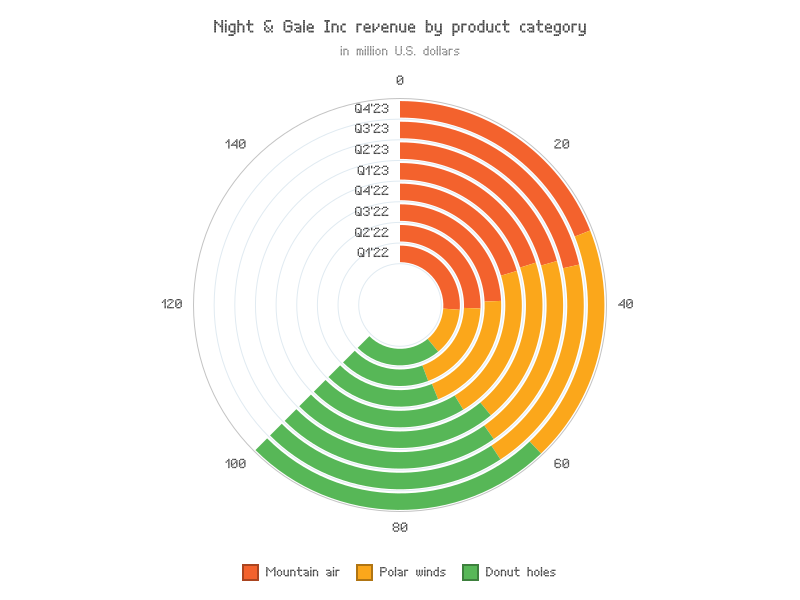 Night & Gale Inc revenue by product category
in million U.S. dollars
0
20
40
60
80
100
120
140
Q4'23
Q3'23
Q2'23
Q1'23
Q4'22
Q3'22
Q2'22
Q1'22
Mountain air
Polar winds
Donut holes